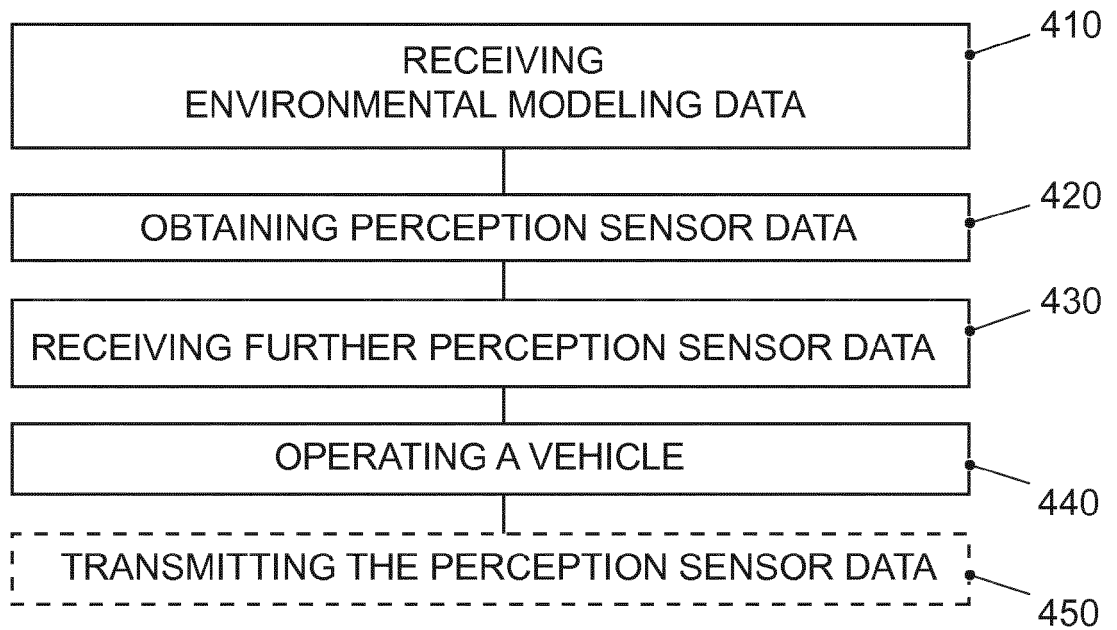 410
RECEIVING
ENVIRONMENTAL MODELING DATA
420
OBTAINING PERCEPTION SENSOR DATA
430
RECEIVING FURTHER PERCEPTION SENSOR DATA
OPERATING A VEHICLE
440
TRANSMITTING THE PERCEPTION SENSOR DATA
450